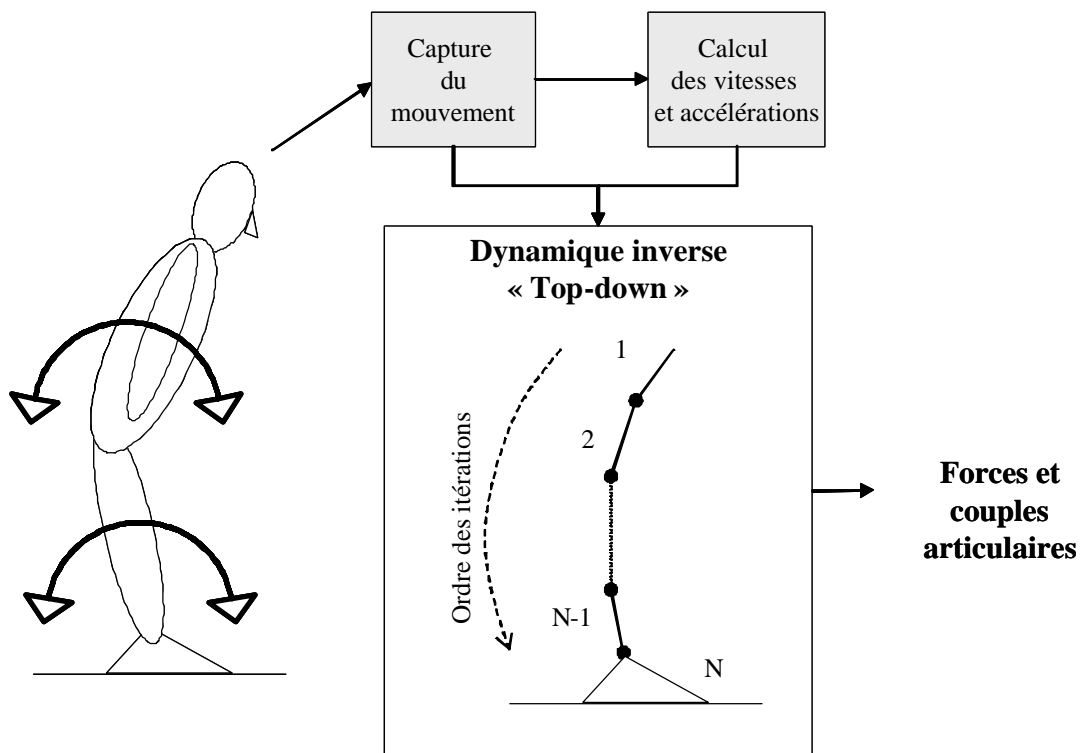 Capture
du
mouvement
Calcul
des vitesses
et accélérations
Dynamique inverse
« Top-down »
1
2
Ordre des itérations
N-1
N
Forces et
couples
articulaires